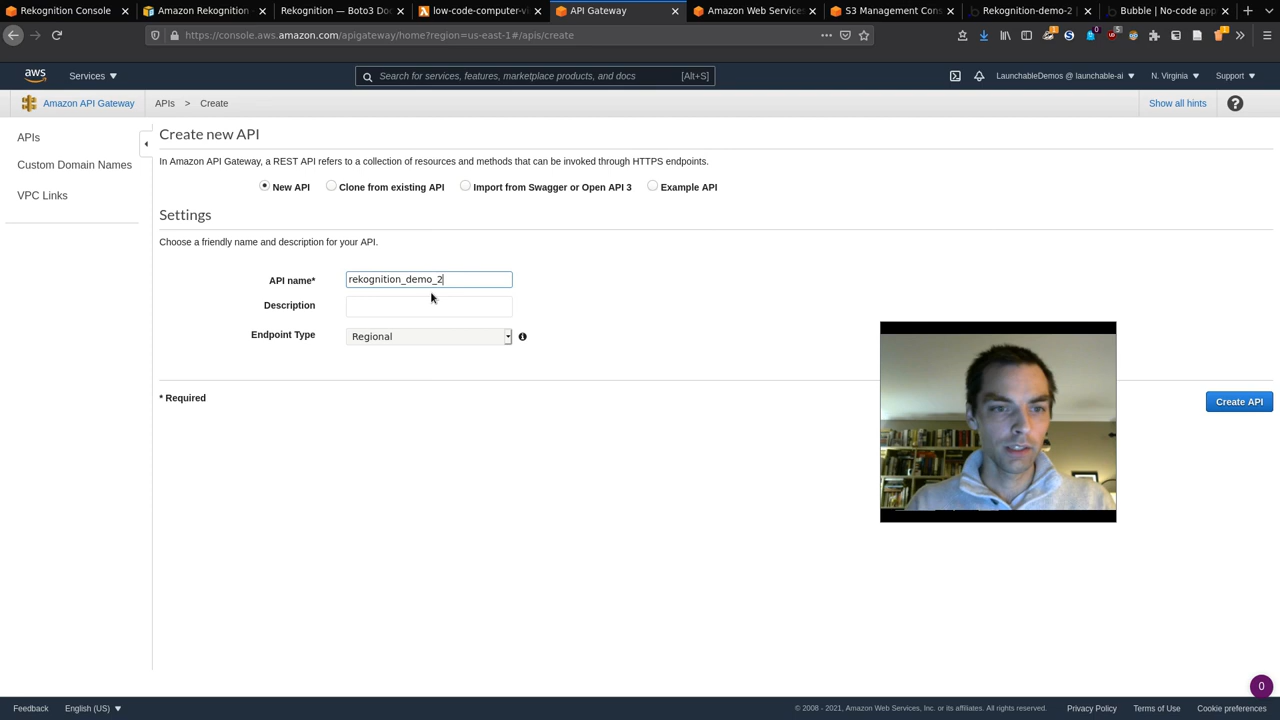 Rekognition Console
Amazon Rekognition
Rekognition — Boto3 Doc
low-code-computer-vi
API Gateway
Amazon Web Services
S3 Management Con
Rekognition-demo-2
Bubble | No-code app
https://console.aws.amazon.com/apigateway/home?region=us-east-1#/apis/create
aws
Services
Search for services, features, marketplace products, and docs
[Alt+S]
LaunchableDemos @ launchable-ai
N. Virginia
Support
Amazon API Gateway
APIs > Create
Show all hints
APIs
Custom Domain Names
VPC Links
Create new API
In Amazon API Gateway, a REST API refers to a collection of resources and methods that can be invoked through HTTPS endpoints.
New API
Clone from existing API
Import from Swagger or Open API 3
Example API
Settings
Choose a friendly name and description for your API.
API name*
rekognition_demo_2
Description
Endpoint Type
Regional
* Required
Create API
0
Feedback
English (US)
© 2008 - 2021, Amazon Web Services, Inc. or its affiliates. All rights reserved.
Privacy Policy
Terms of Use
Cookie preferences